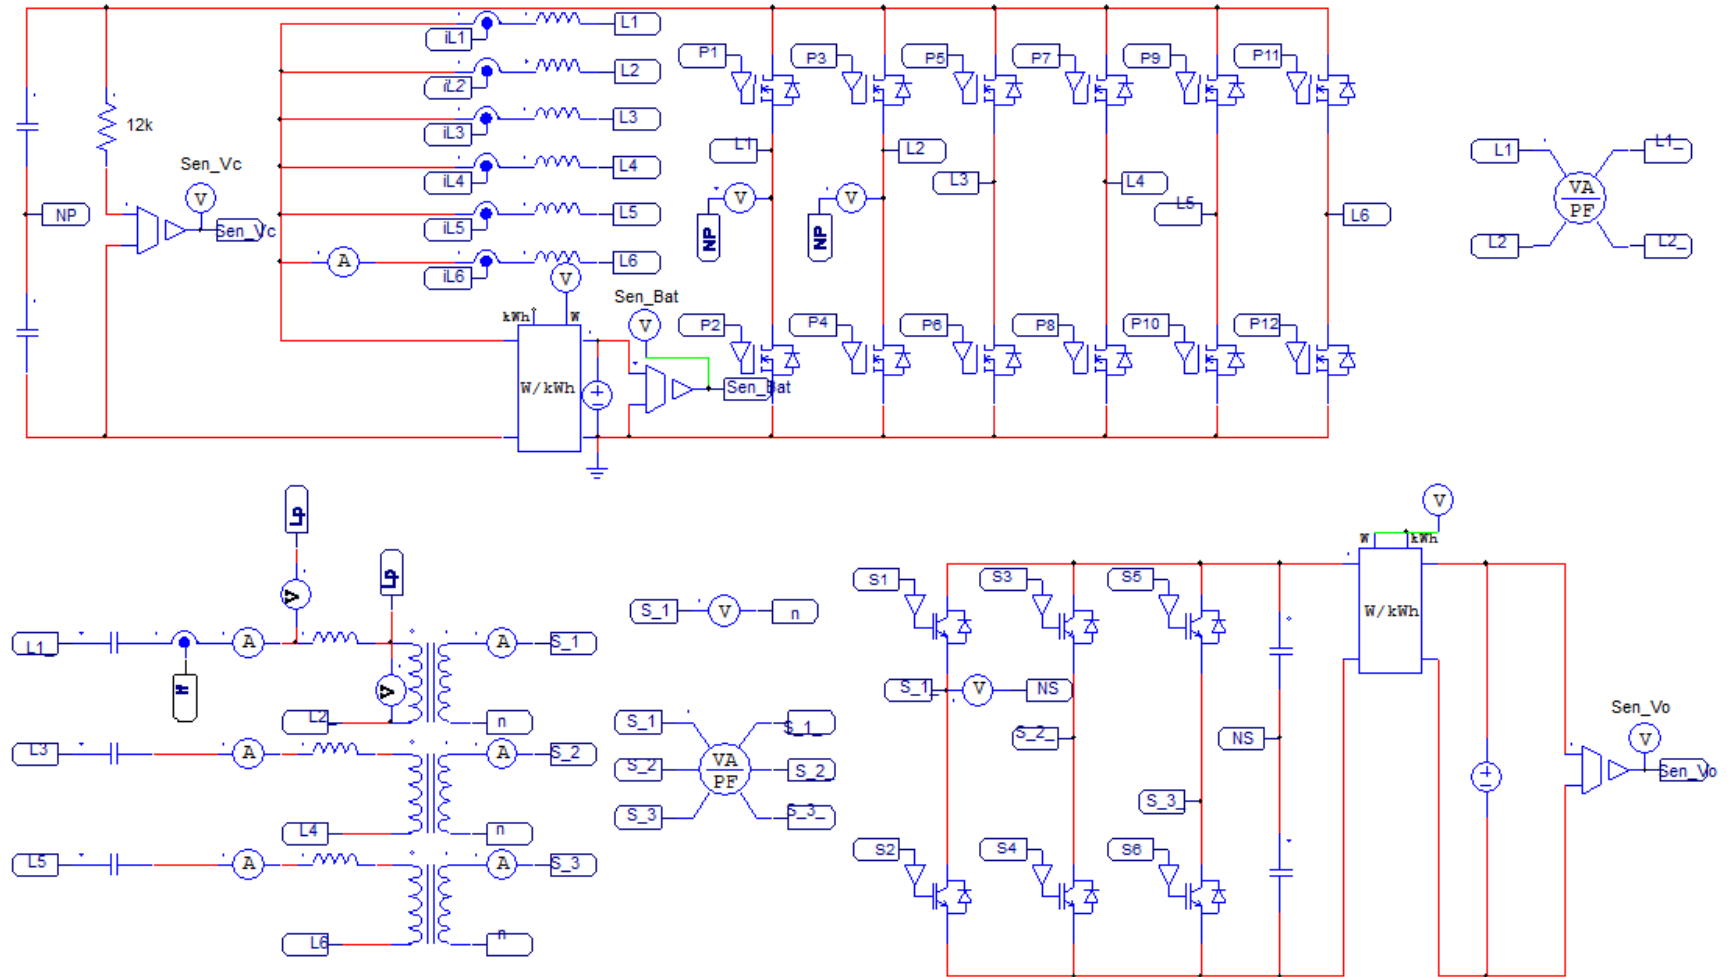 L1
iL1
P1
P3
P5
P7
P9
P11
L2
iL2
12k
L3
iL3
L1
L2
L1
L1_
Sen_Vc
L4
iL4
L3
L4
VA
PF
V
V
V
NP
L5
iL5
Sen_Vc
NP
NP
L5
L6
L2
L2_
A
L6
iL6
V
Sen_Bat
kWh
W
V
P2
P4
P6
P8
P10
P12
W/kWh
Sen_Bat
Lp
V
W
kWh
Lp
V
S1
S3
S5
S_1
V
n
W/kWh
L1_
A
A
S_1
If
V
S_1_
V
NS
L2_
n
S_1
S_1_
Sen_Vo
S_2_
NS
V
L3
A
A
S_2
VA
PF
S_2
S_2_
Sen_Vo
S_3_
L4
n
S_3
S_3_
L5
A
A
S_3
S2
S4
S6
L6
n